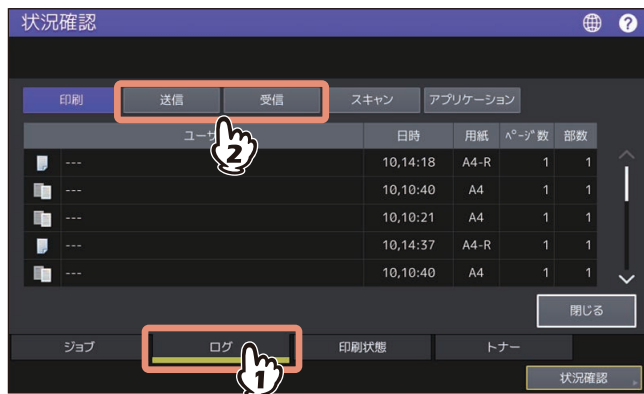 状況確認 ?
印刷 送信 受信 スキャン アプリケーション
日時 用紙 ページ数 部数
--- 10,14:18 A4-R 1 1
--- 10,10:40 A4 1 1
--- 10,10:21 A4 1 1
--- 10,14:37 A4-R 1 1
--- 10,10:40 A4 1 1
2
閉じる
ジョブ ログ 印刷状態 トナー
1
状況確認